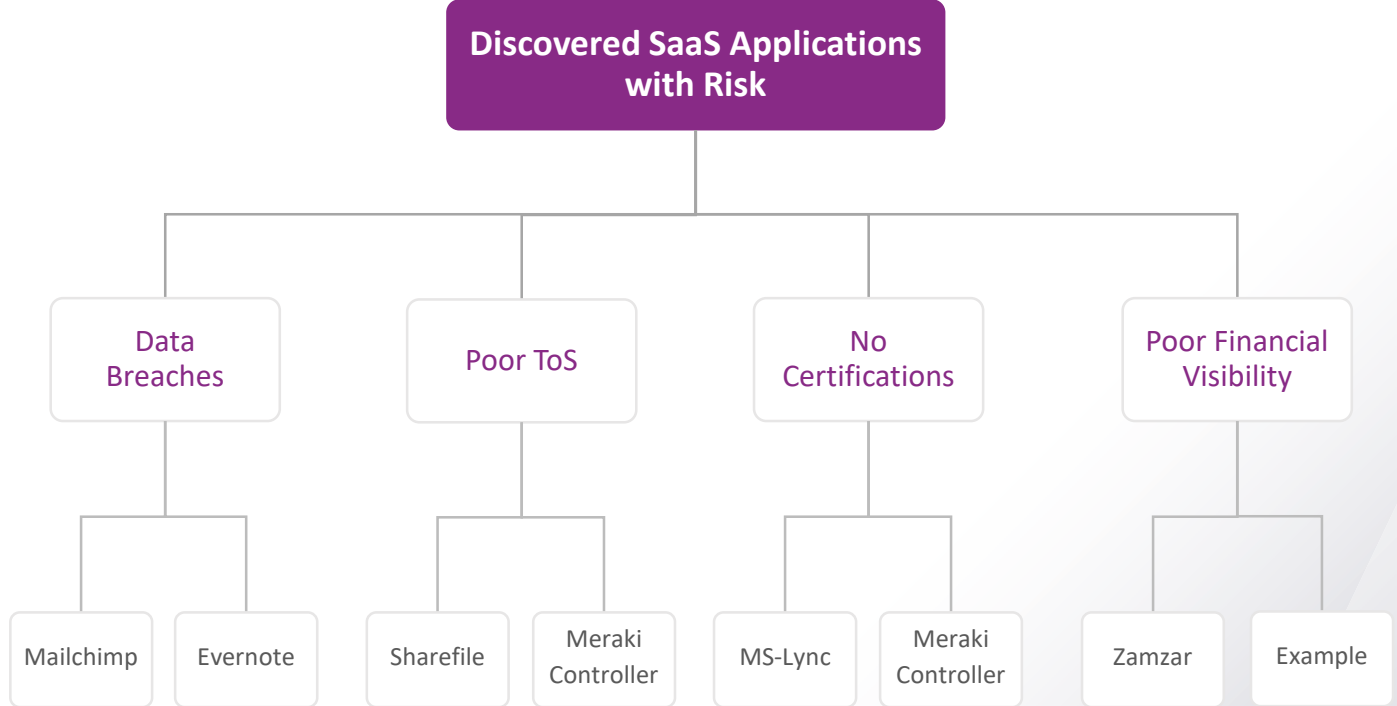 Discovered SaaS Applications
with Risk
Data
Breaches
Poor ToS
No
Certifications
Poor Financial
Visibility
Mailchimp
Evernote
Sharefile
Meraki
Controller
MS-Lync
Meraki
Controller
Zamzar
Example